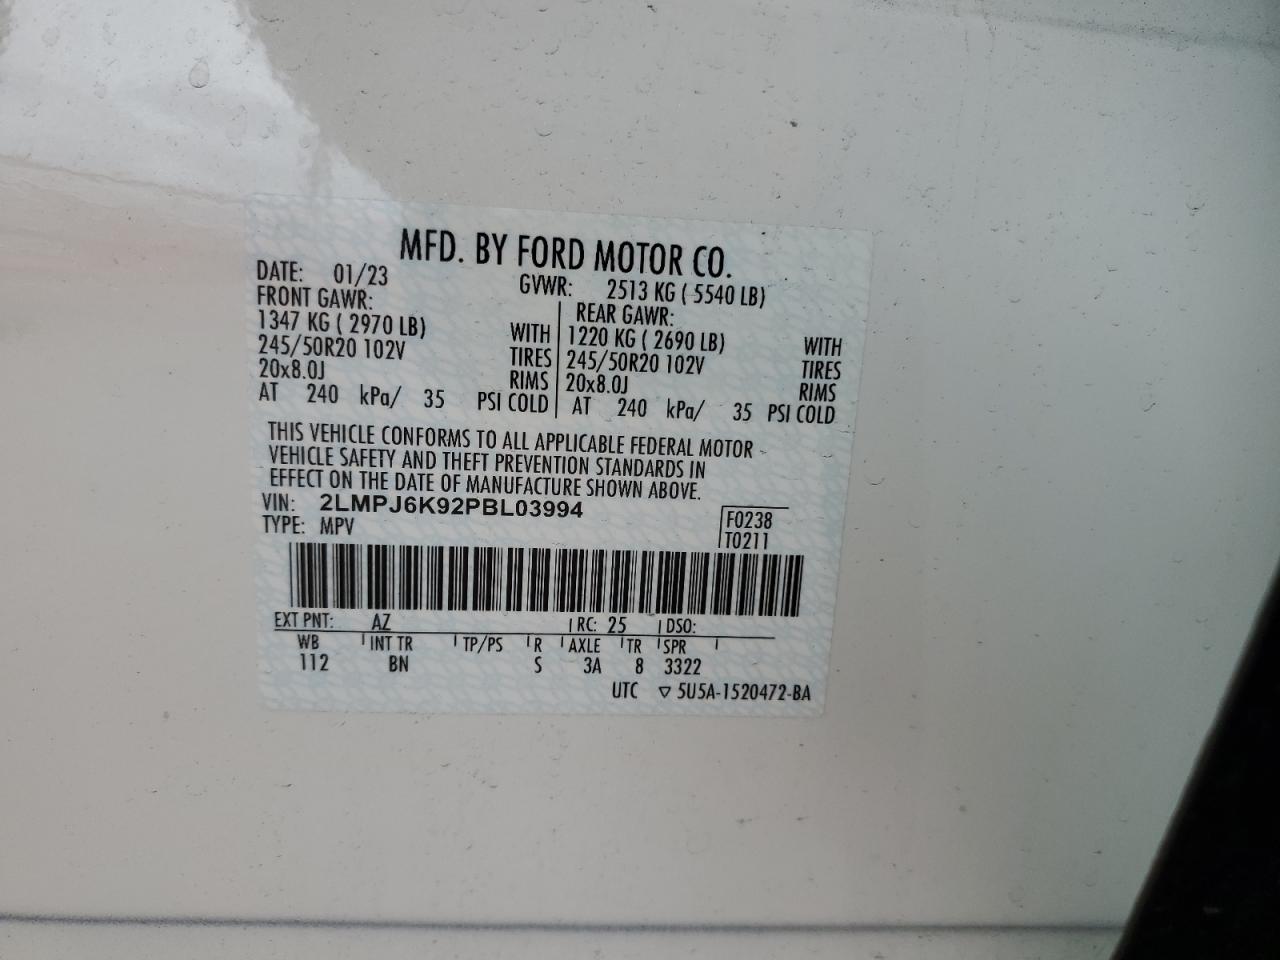 MFD. BY FORD MOTOR CO.
DATE: 01/23 GVWR: 2513 KG ( 5540 LB)
FRONT GAWR: REAR GAWR:
1347 KG ( 2970 LB) WITH 1220 KG ( 2690 LB) WITH
245/50R20 102V TIRES 245/50R20 102V TIRES
20x8.0J RIMS 20x8.0J RIMS
AT 240 kPa/ 35 PSI COLD AT 240 kPa/ 35 PSI COLD
THIS VEHICLE CONFORMS TO ALL APPLICABLE FEDERAL MOTOR
VEHICLE SAFETY AND THEFT PREVENTION STANDARDS IN
EFFECT ON THE DATE OF MANUFACTURE SHOWN ABOVE.
VIN: 2LMPJ6K92PBL03994 F0238
TYPE: MPV T0211
EXT PNT: AZ RC: 25 DSO:
WB INT TR TP/PS R AXLE TR SPR
112 BN S 3A 8 3322
UTC ▽ 5U5A-1520472-BA